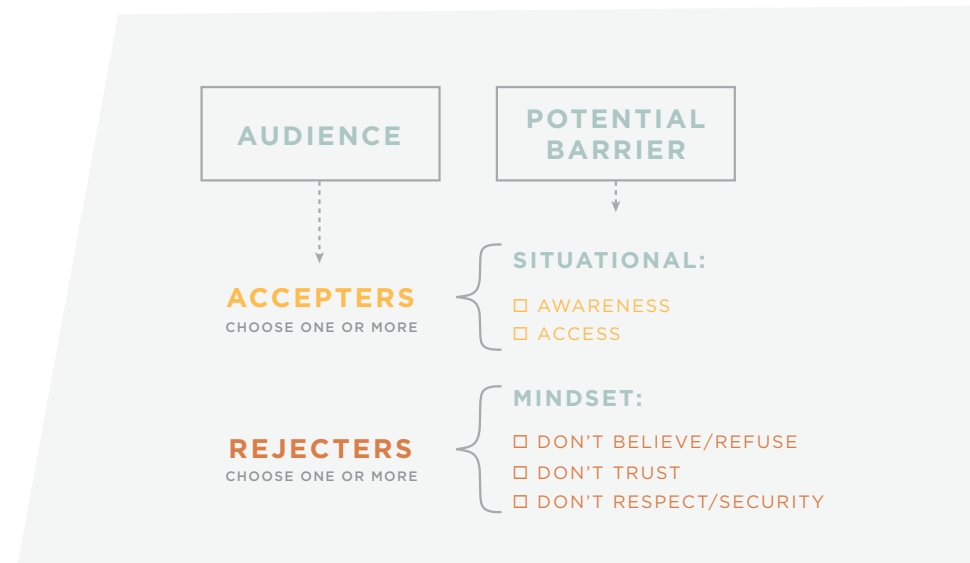 AUDIENCE
POTENTIAL
BARRIER
ACCEPTERS
CHOOSE ONE OR MORE
SITUATIONAL:
AWARENESS
ACCESS
REJECTERS
CHOOSE ONE OR MORE
MINDSET:
DON'T BELIEVE/REFUSE
DON'T TRUST
DON'T RESPECT/SECURITY